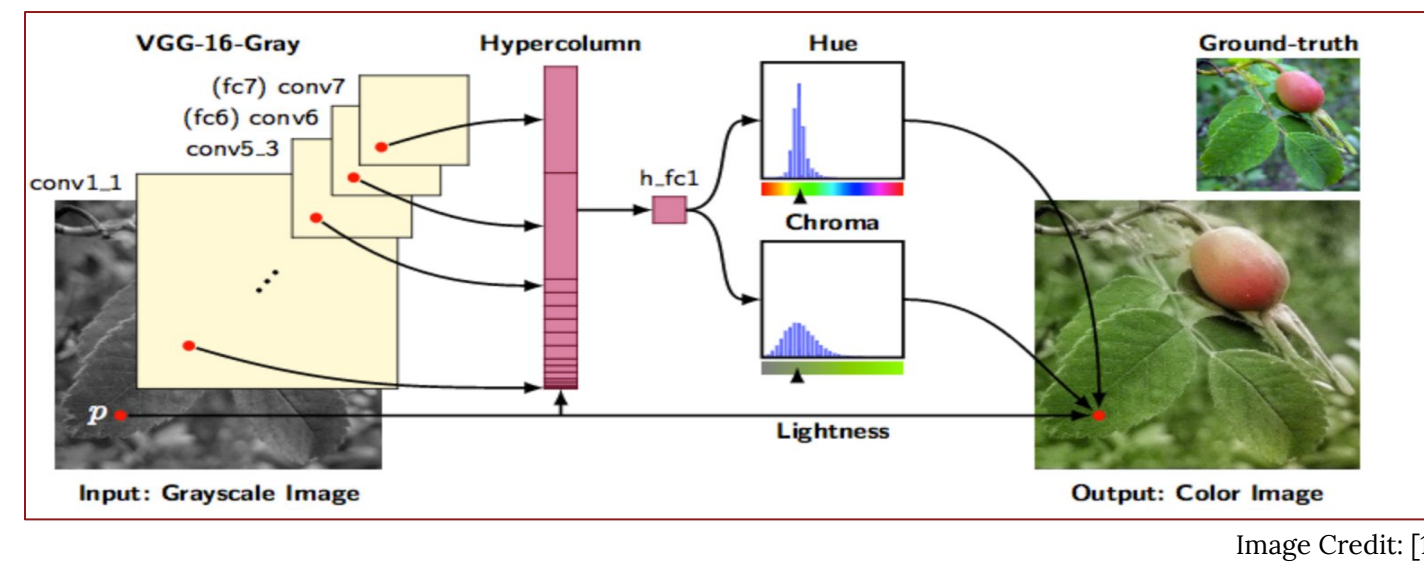 VGG-16-Gray
Hypercolumn
Hue
Ground-truth
(fc7) conv7
(fc6) conv6
conv5_3
conv1_1
h_fc1
Chroma
p
Lightness
Input: Grayscale Image
Output: Color Image
Image Credit: [1